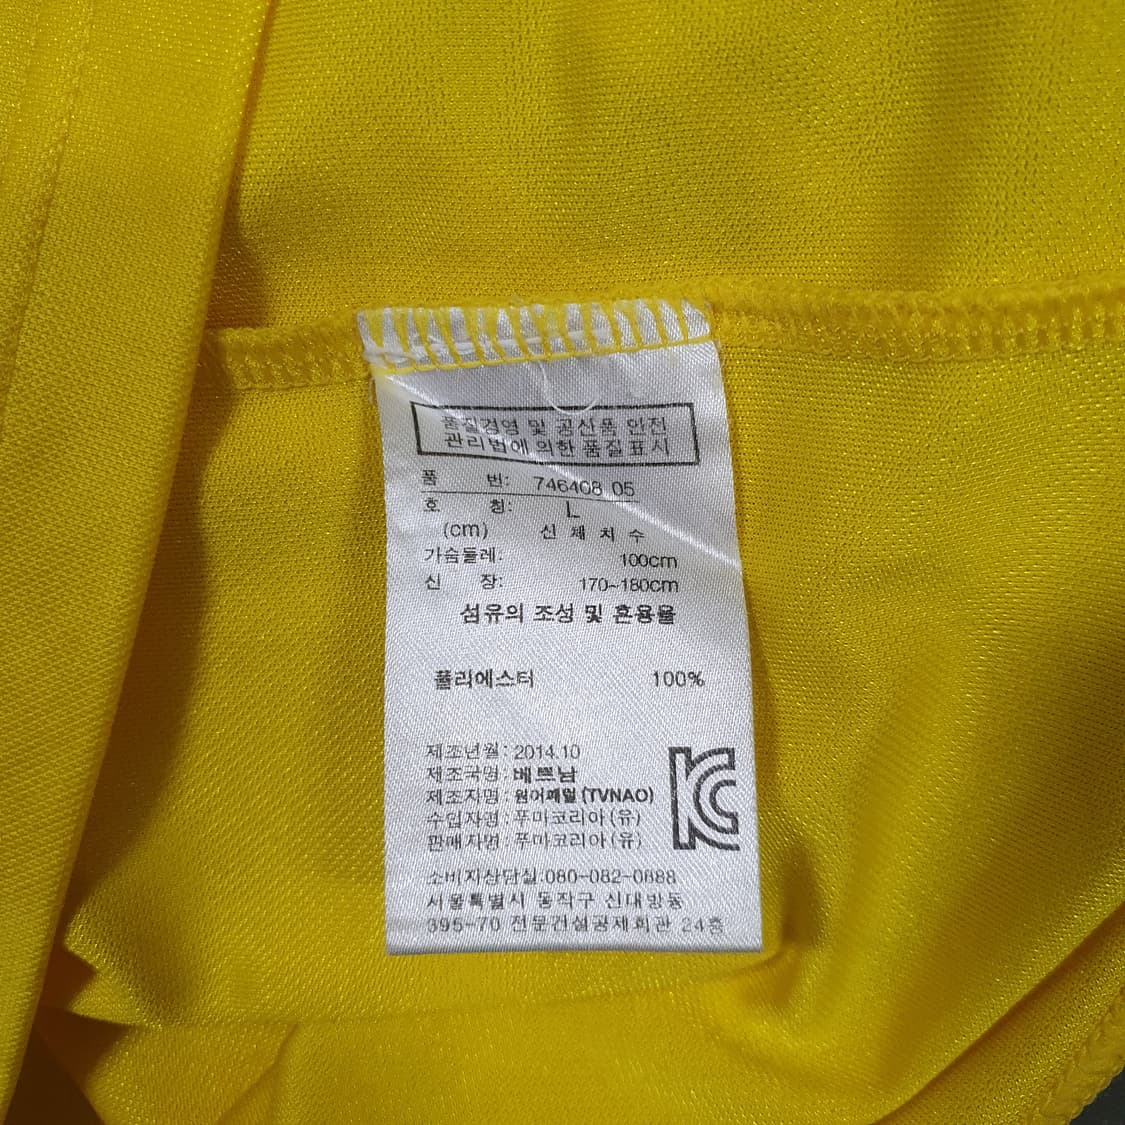 품질경영 및 공산품 안전
관리법에 의한 품질표시
품 번: 746408 05
호 칭: L
(cm) 신 체 치 수
가슴둘레: 100cm
신 장: 170~180cm
섬유의 조성 및 혼용율
폴리에스터 100%
제조년월: 2014.10
제조국명: 베트남
제조자명: 원어패럴 (TVNAO)
수입자명: 푸마코리아(유)
판매자명: 푸마코리아(유)
KC
소비자상담실:080-082-0888
서울특별시 동작구 신대방동
395-70 전문건설공제회관 24층